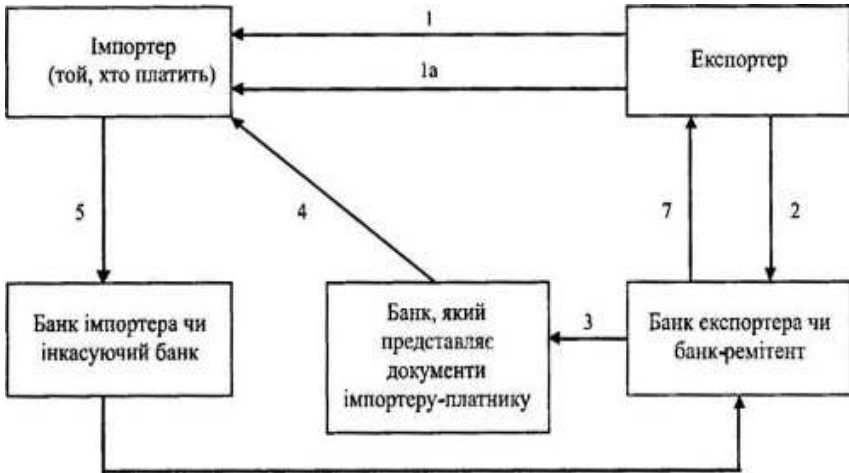 1
Імпортер
(той, хто платить)
Експортер
1а
5
4
7
2
Банк імпортера чи
інкасуючий банк
Банк, який
представляє
документи
імпортеру-платнику
3
Банк експортера чи
банк-ремітент